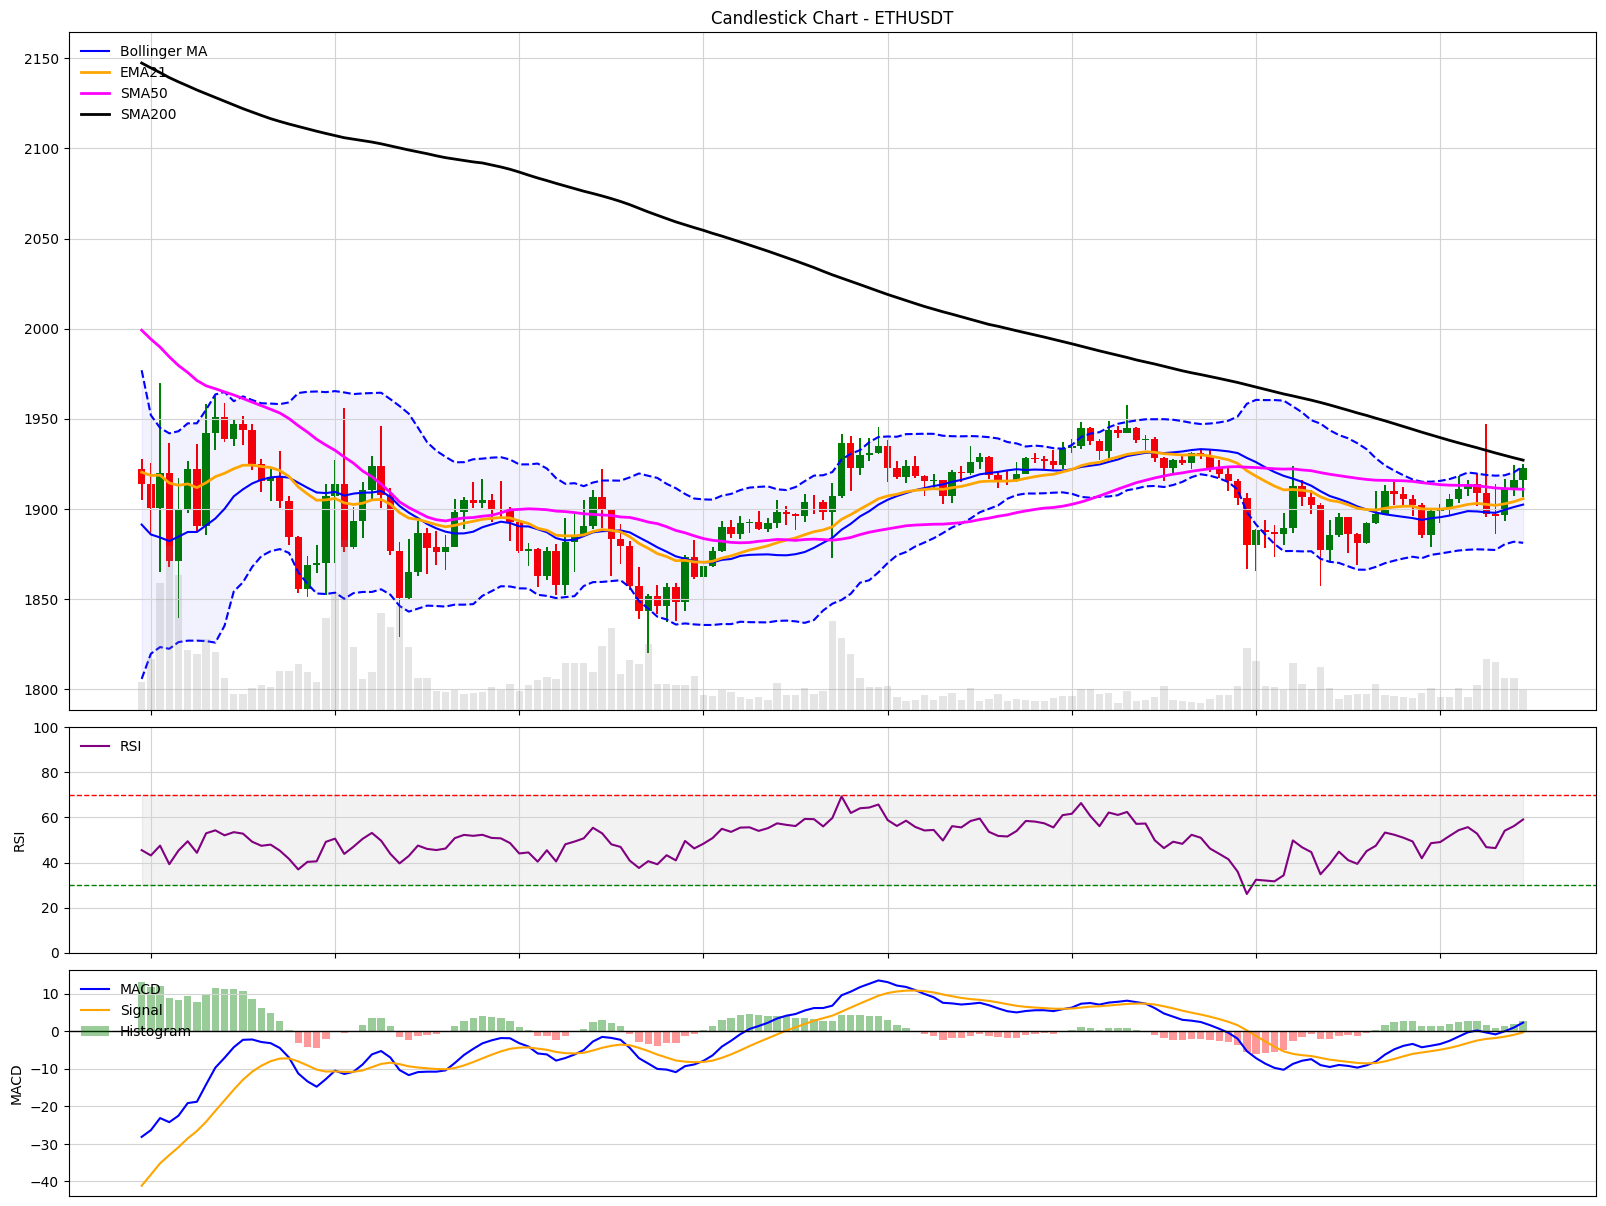 Candlestick Chart - ETHUSDT
Bollinger MA
EMA21
SMA50
SMA200
2150
2100
2050
2000
1950
1900
1850
1800
RSI
100
80
60
40
20
0
RSI
MACD
Signal
Histogram
10
0
−10
−20
−30
−40
MACD